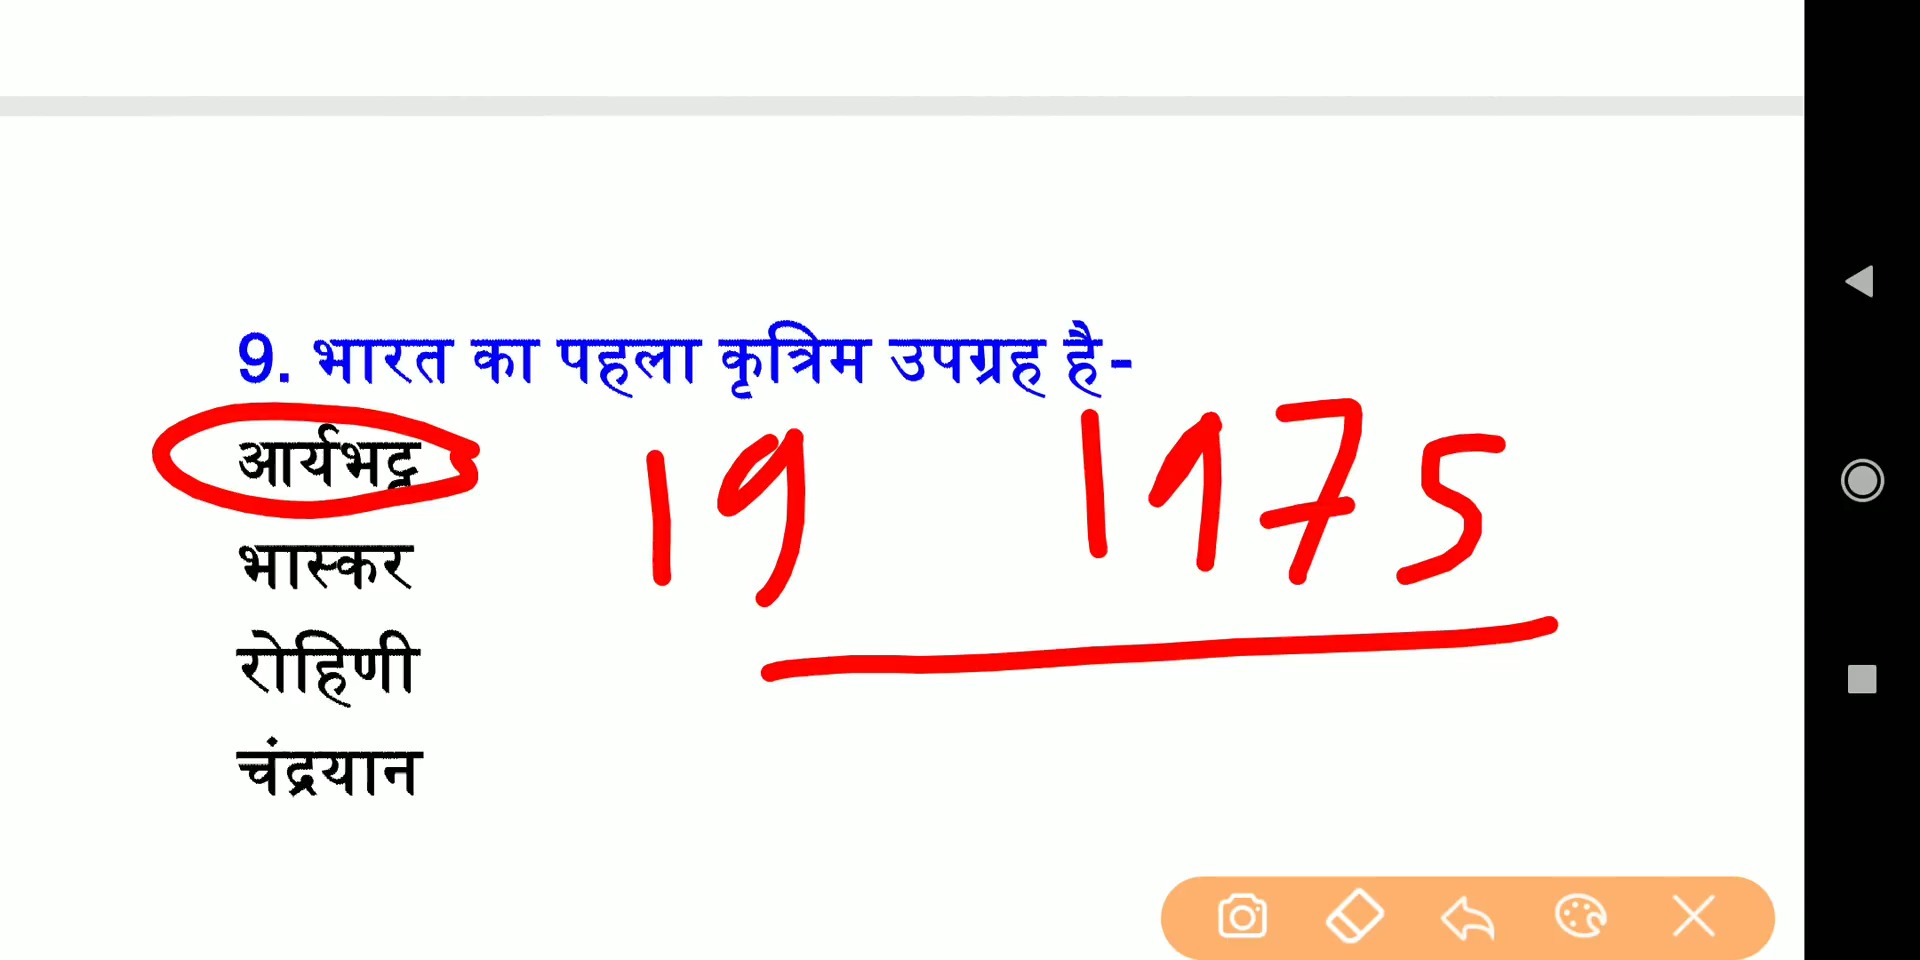 9. भारत का पहला कृत्रिम उपग्रह है-
आर्यभट्ट
19 1975
भास्कर
रोहिणी
चंद्रयान